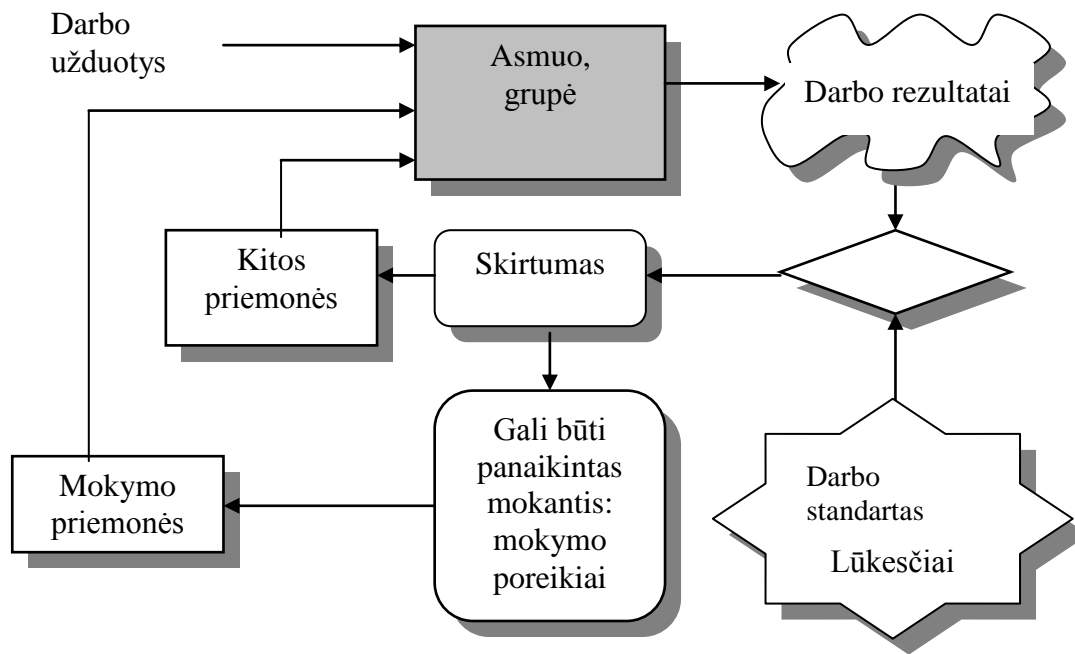 Darbo
užduotys
Asmuo,
grupė
Darbo rezultatai
Kitos
priemonės
Skirtumas
Gali būti
panaikintas
mokantis:
mokymo
poreikiai
Mokymo
priemonės
Darbo
standartas
Lūkesčiai